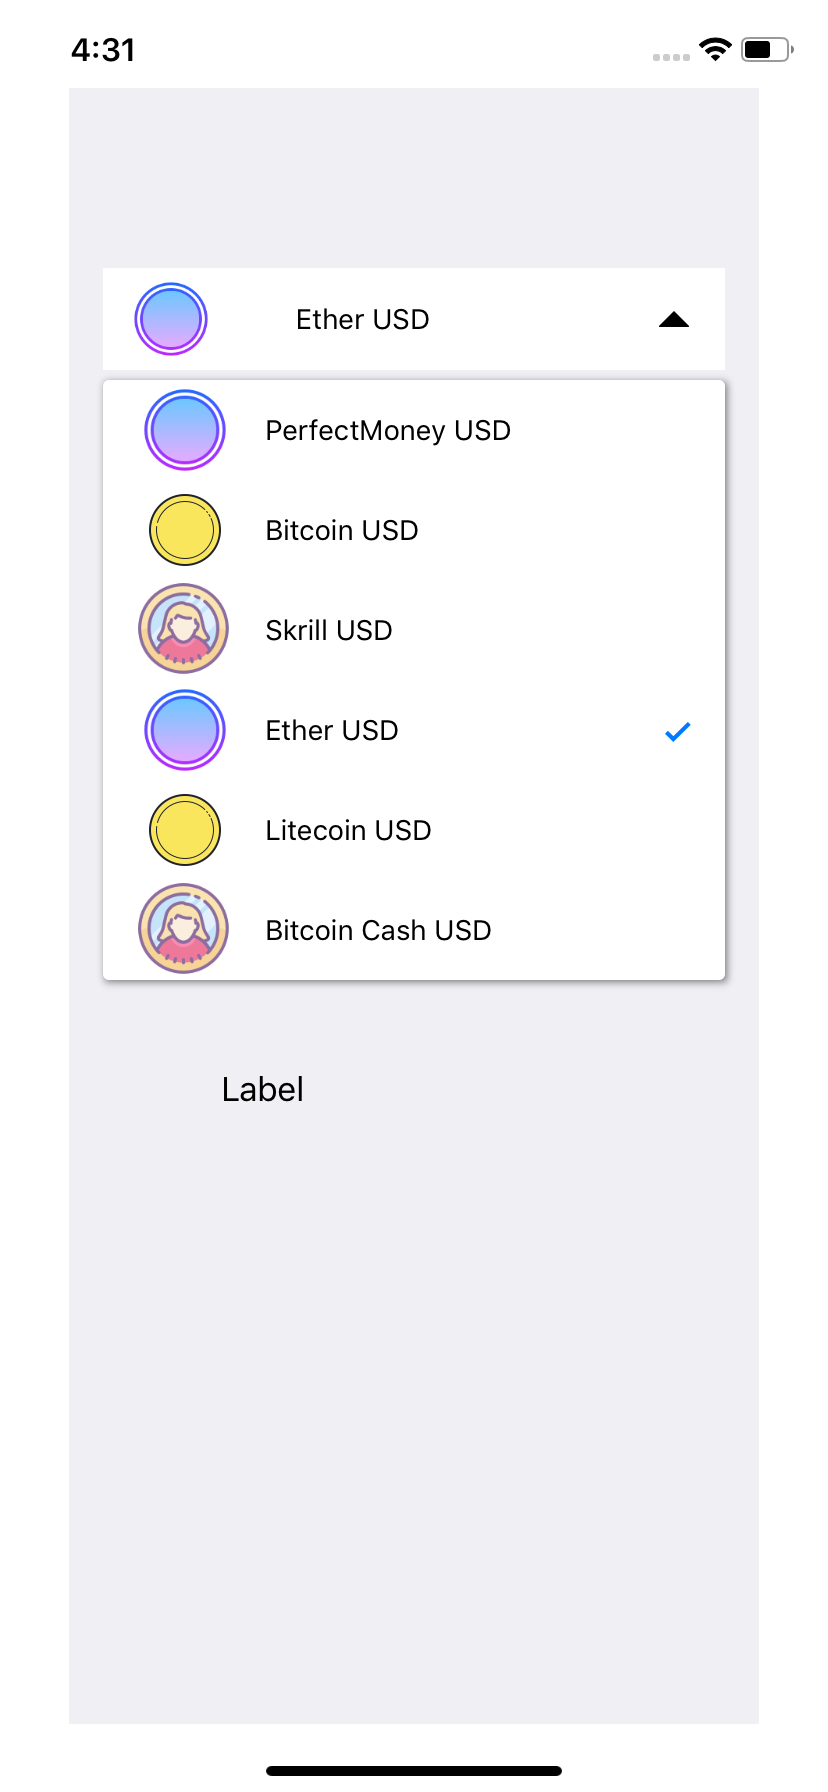 4:31
Ether USD
PerfectMoney USD
Bitcoin USD
Skrill USD
Ether USD
Litecoin USD
Bitcoin Cash USD
Label